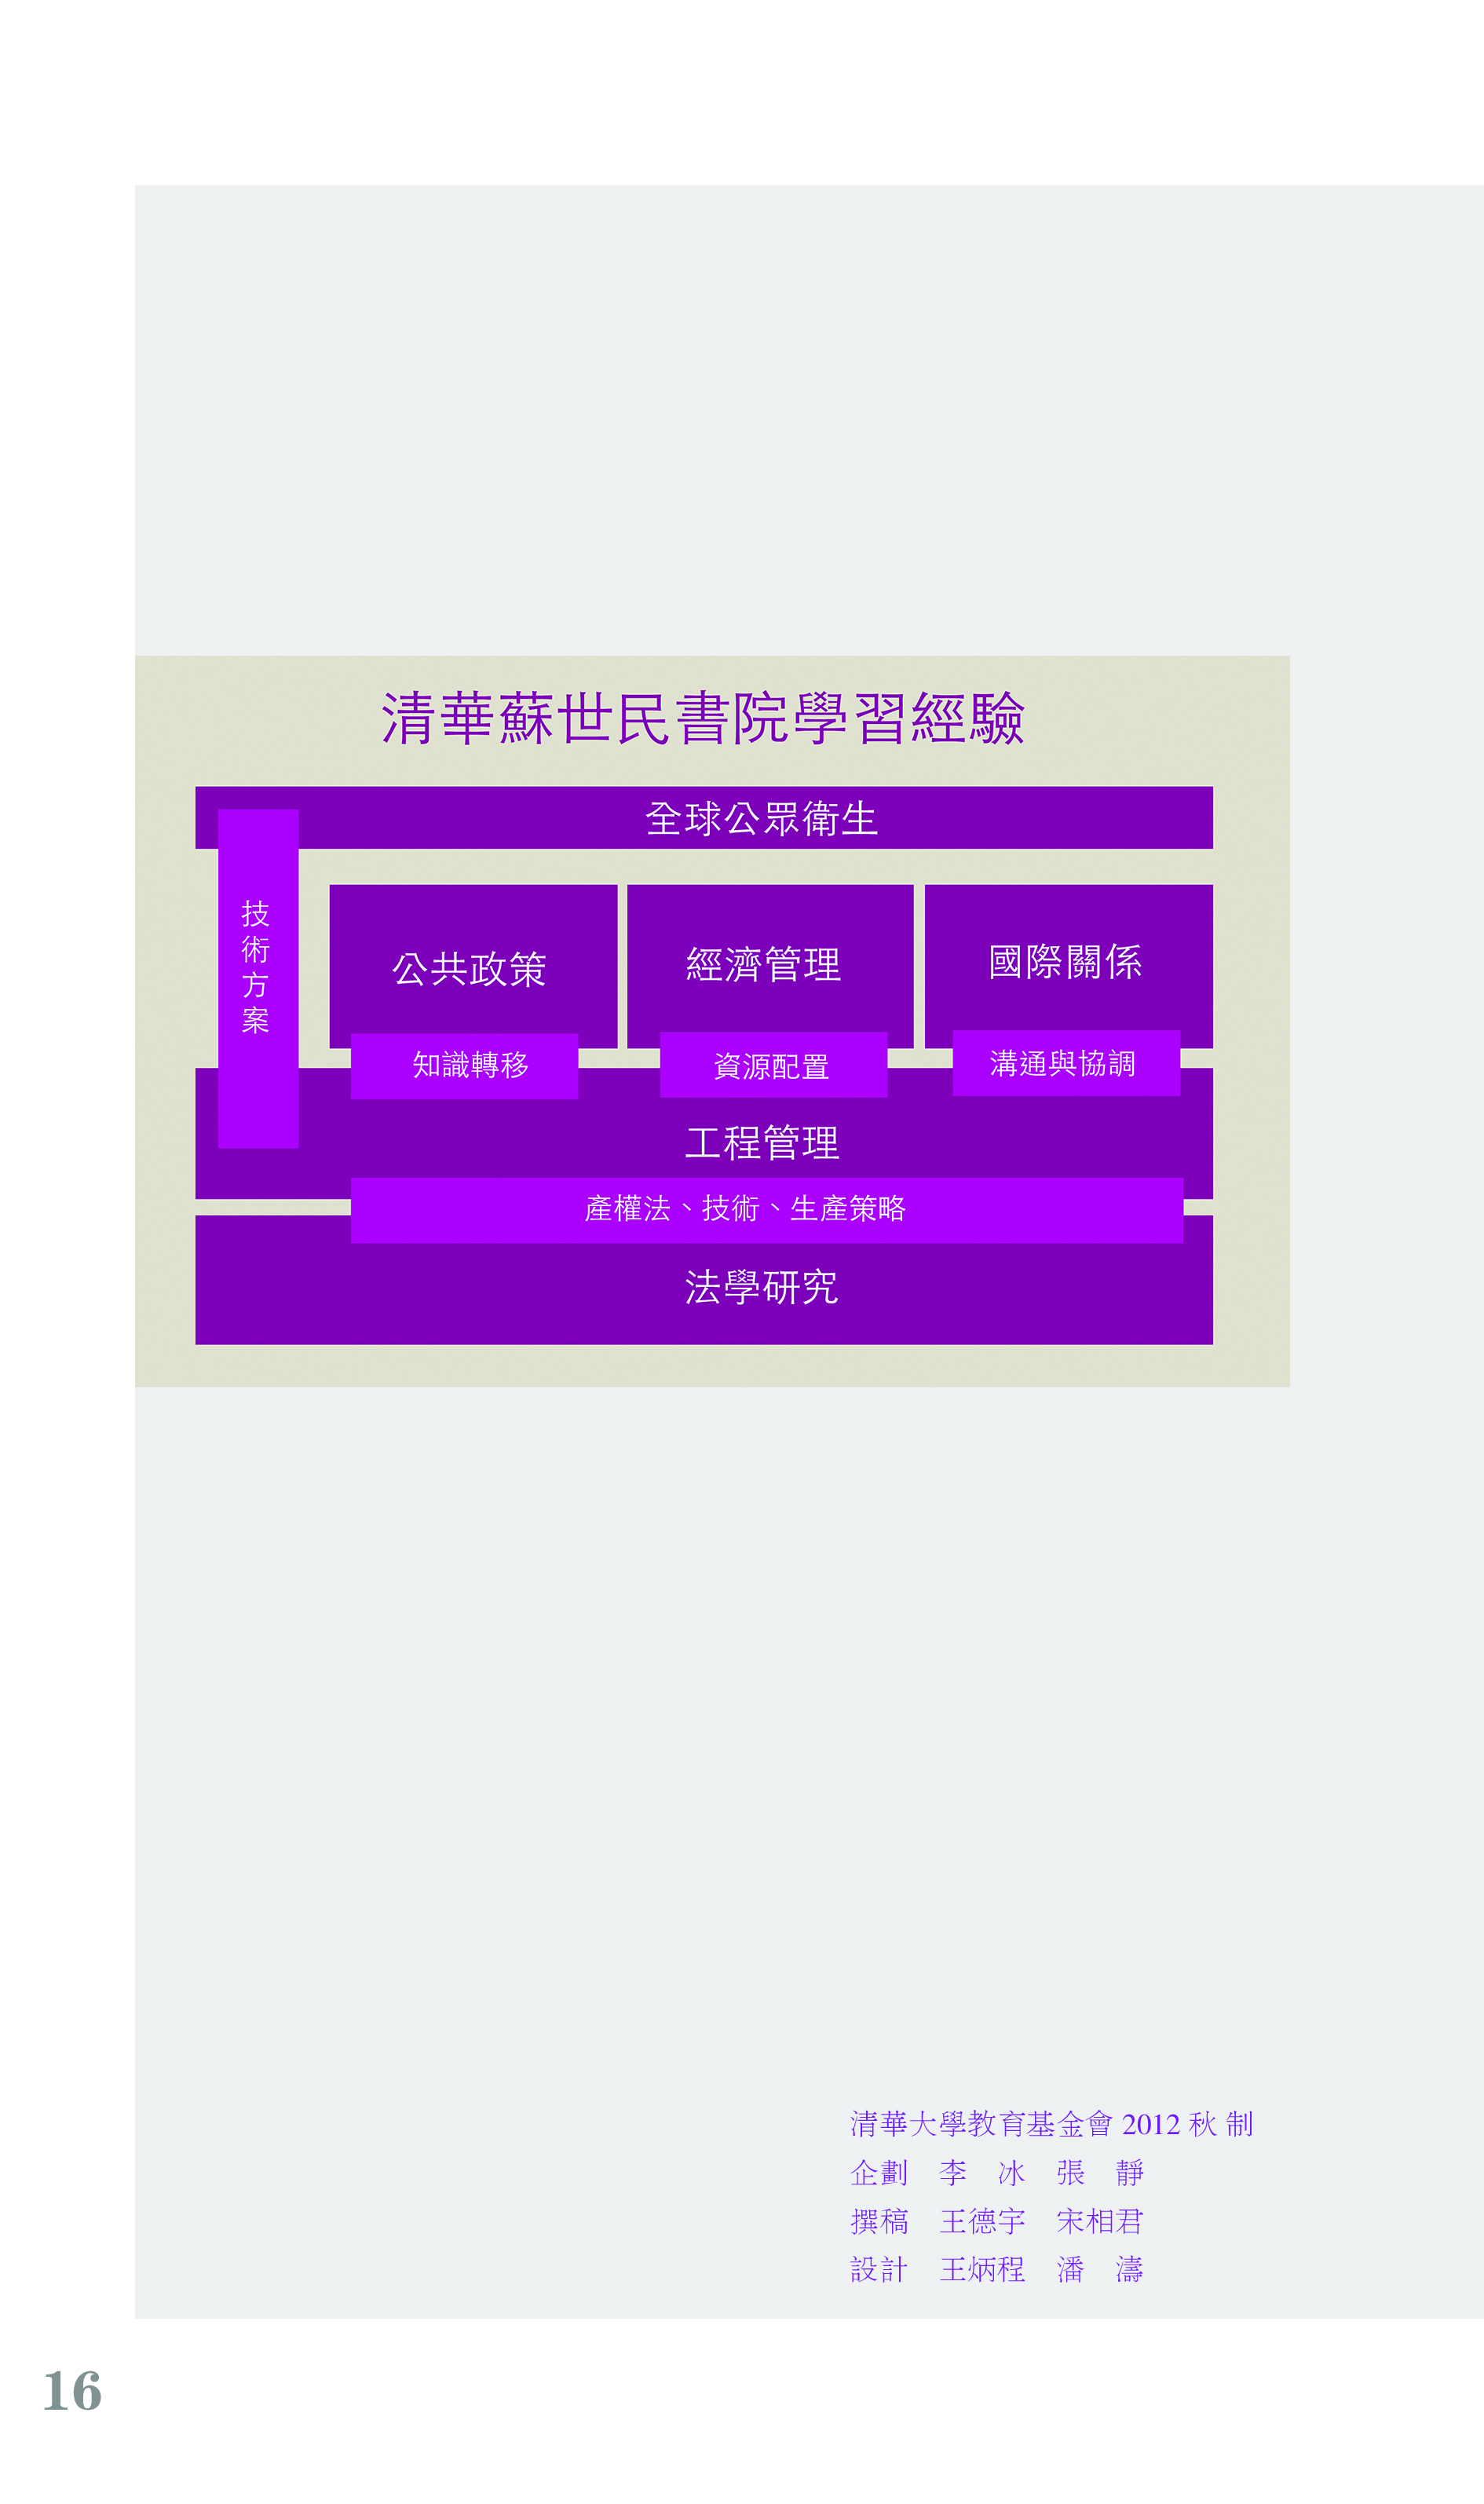 清華蘇世民書院學習經驗
全球公眾衛生
技術方案
公共政策
經濟管理
國際關係
知識轉移
資源配置
溝通與協調
工程管理
產權法、技術、生產策略
法學研究
清華大學教育基金會 2012 秋 制
企劃　李　冰　張　靜
撰稿　王德宇　宋相君
設計　王炳程　潘　濤
16